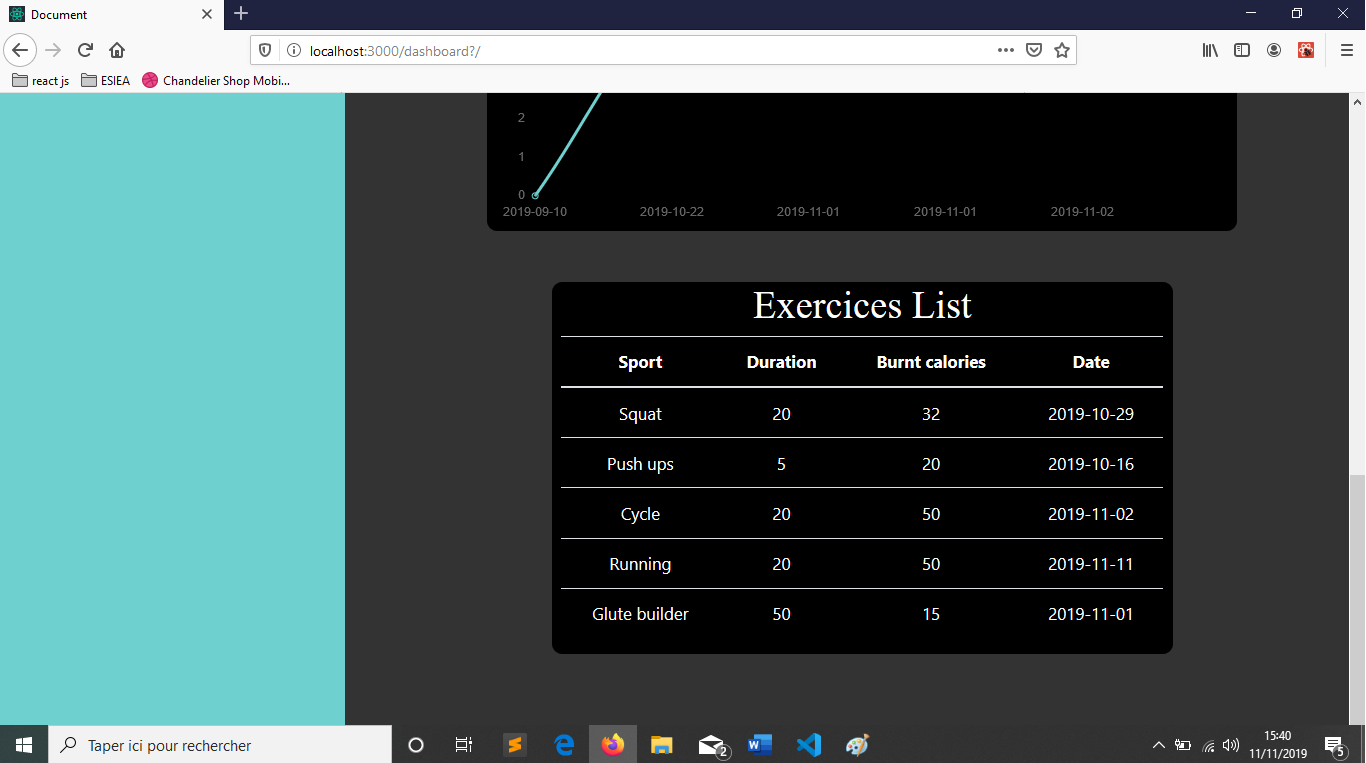 Document
localhost:3000/dashboard?/
react js ESIEA Chandelier Shop Mobi...
2
1
0
2019-09-10 2019-10-22 2019-11-01 2019-11-01 2019-11-02
Exercices List
Sport Duration Burnt calories Date
Squat 20 32 2019-10-29
Push ups 5 20 2019-10-16
Cycle 20 50 2019-11-02
Running 20 50 2019-11-11
Glute builder 50 15 2019-11-01
Taper ici pour rechercher
2
15:40
11/11/2019
5